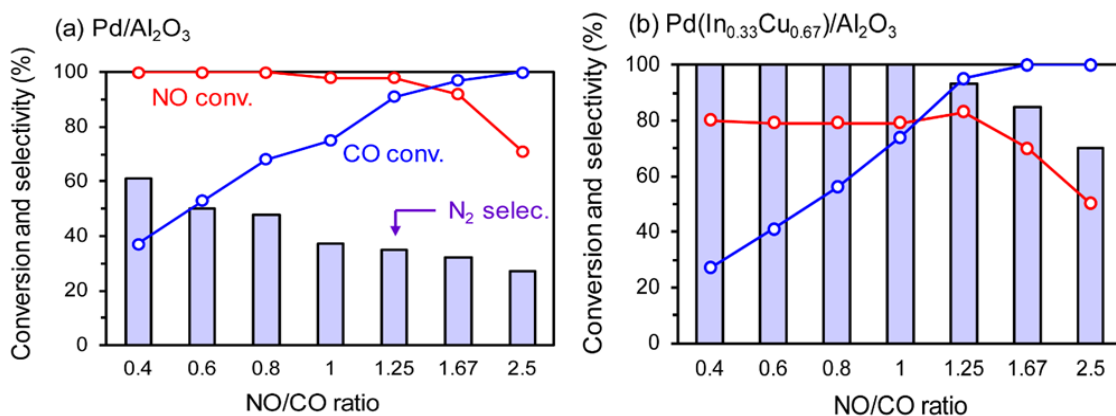 (a) Pd/Al₂O₃
Conversion and selectivity (%)
100
80
60
40
20
0
NO conv.
CO conv.
N₂ selec.
0.4 0.6 0.8 1 1.25 1.67 2.5
NO/CO ratio
(b) Pd(In₀.₃₃Cu₀.₆₇)/Al₂O₃
Conversion and selectivity (%)
100
80
60
40
20
0
0.4 0.6 0.8 1 1.25 1.67 2.5
NO/CO ratio